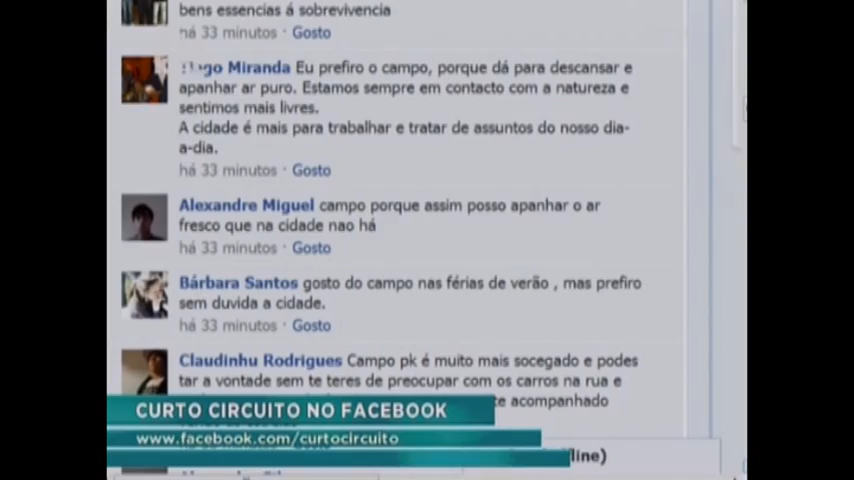 bens essencias á sobrevivencia
há 33 minutos · Gosto
Miranda Eu prefiro o campo, porque dá para descansar e
apanhar ar puro. Estamos sempre em contacto com a natureza e
sentimos mais livres.
A cidade é mais para trabalhar e tratar de assuntos do nosso dia-
a-dia.
há 33 minutos · Gosto
Alexandre Miguel campo porque assim posso apanhar o ar
fresco que na cidade nao há
há 33 minutos · Gosto
Bárbara Santos gosto do campo nas férias de verão , mas prefiro
sem duvida a cidade.
há 33 minutos · Gosto
Claudinhu Rodrigues Campo pk é muito mais socegado e podes
tar a vontade sem te teres de preocupar com os carros na rua e
acompanhado
CURTO CIRCUITO NO FACEBOOK
www.facebook.com/curtocircuito